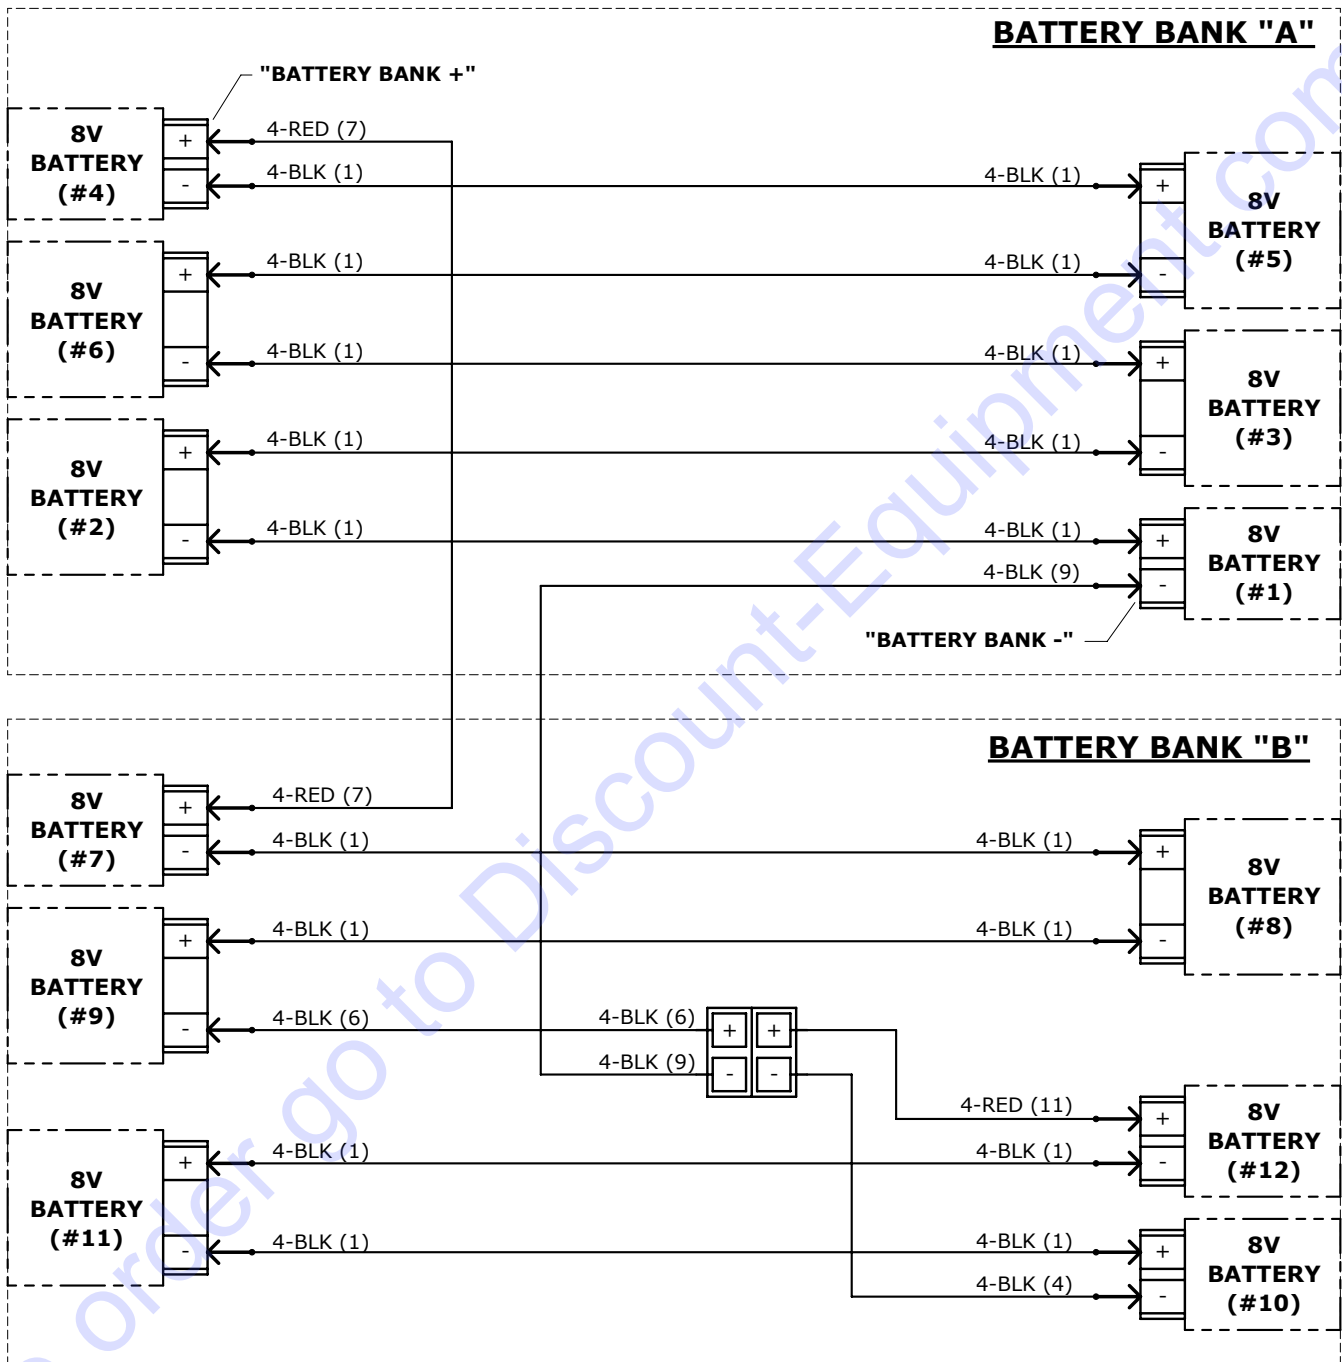 BATTERY BANK "A"
"BATTERY BANK +"
8V
BATTERY
(#4)
+
-
4-RED (7)
4-BLK (1)
4-BLK (1)
+
-
8V
BATTERY
(#5)
8V
BATTERY
(#6)
+
-
4-BLK (1)
4-BLK (1)
4-BLK (1)
4-BLK (1)
+
-
8V
BATTERY
(#3)
8V
BATTERY
(#2)
+
-
4-BLK (1)
4-BLK (1)
4-BLK (1)
4-BLK (1)
4-BLK (9)
+
-
8V
BATTERY
(#1)
"BATTERY BANK -"
BATTERY BANK "B"
8V
BATTERY
(#7)
+
-
4-RED (7)
4-BLK (1)
4-BLK (1)
+
-
8V
BATTERY
(#8)
8V
BATTERY
(#9)
+
-
4-BLK (1)
4-BLK (1)
4-BLK (6)
4-BLK (6)
4-BLK (9)
+ +
- -
4-RED (11)
4-BLK (1)
+
-
8V
BATTERY
(#12)
8V
BATTERY
(#11)
+
-
4-BLK (1)
4-BLK (1)
4-BLK (1)
4-BLK (4)
+
-
8V
BATTERY
(#10)
order go to Discount-Equipment.com